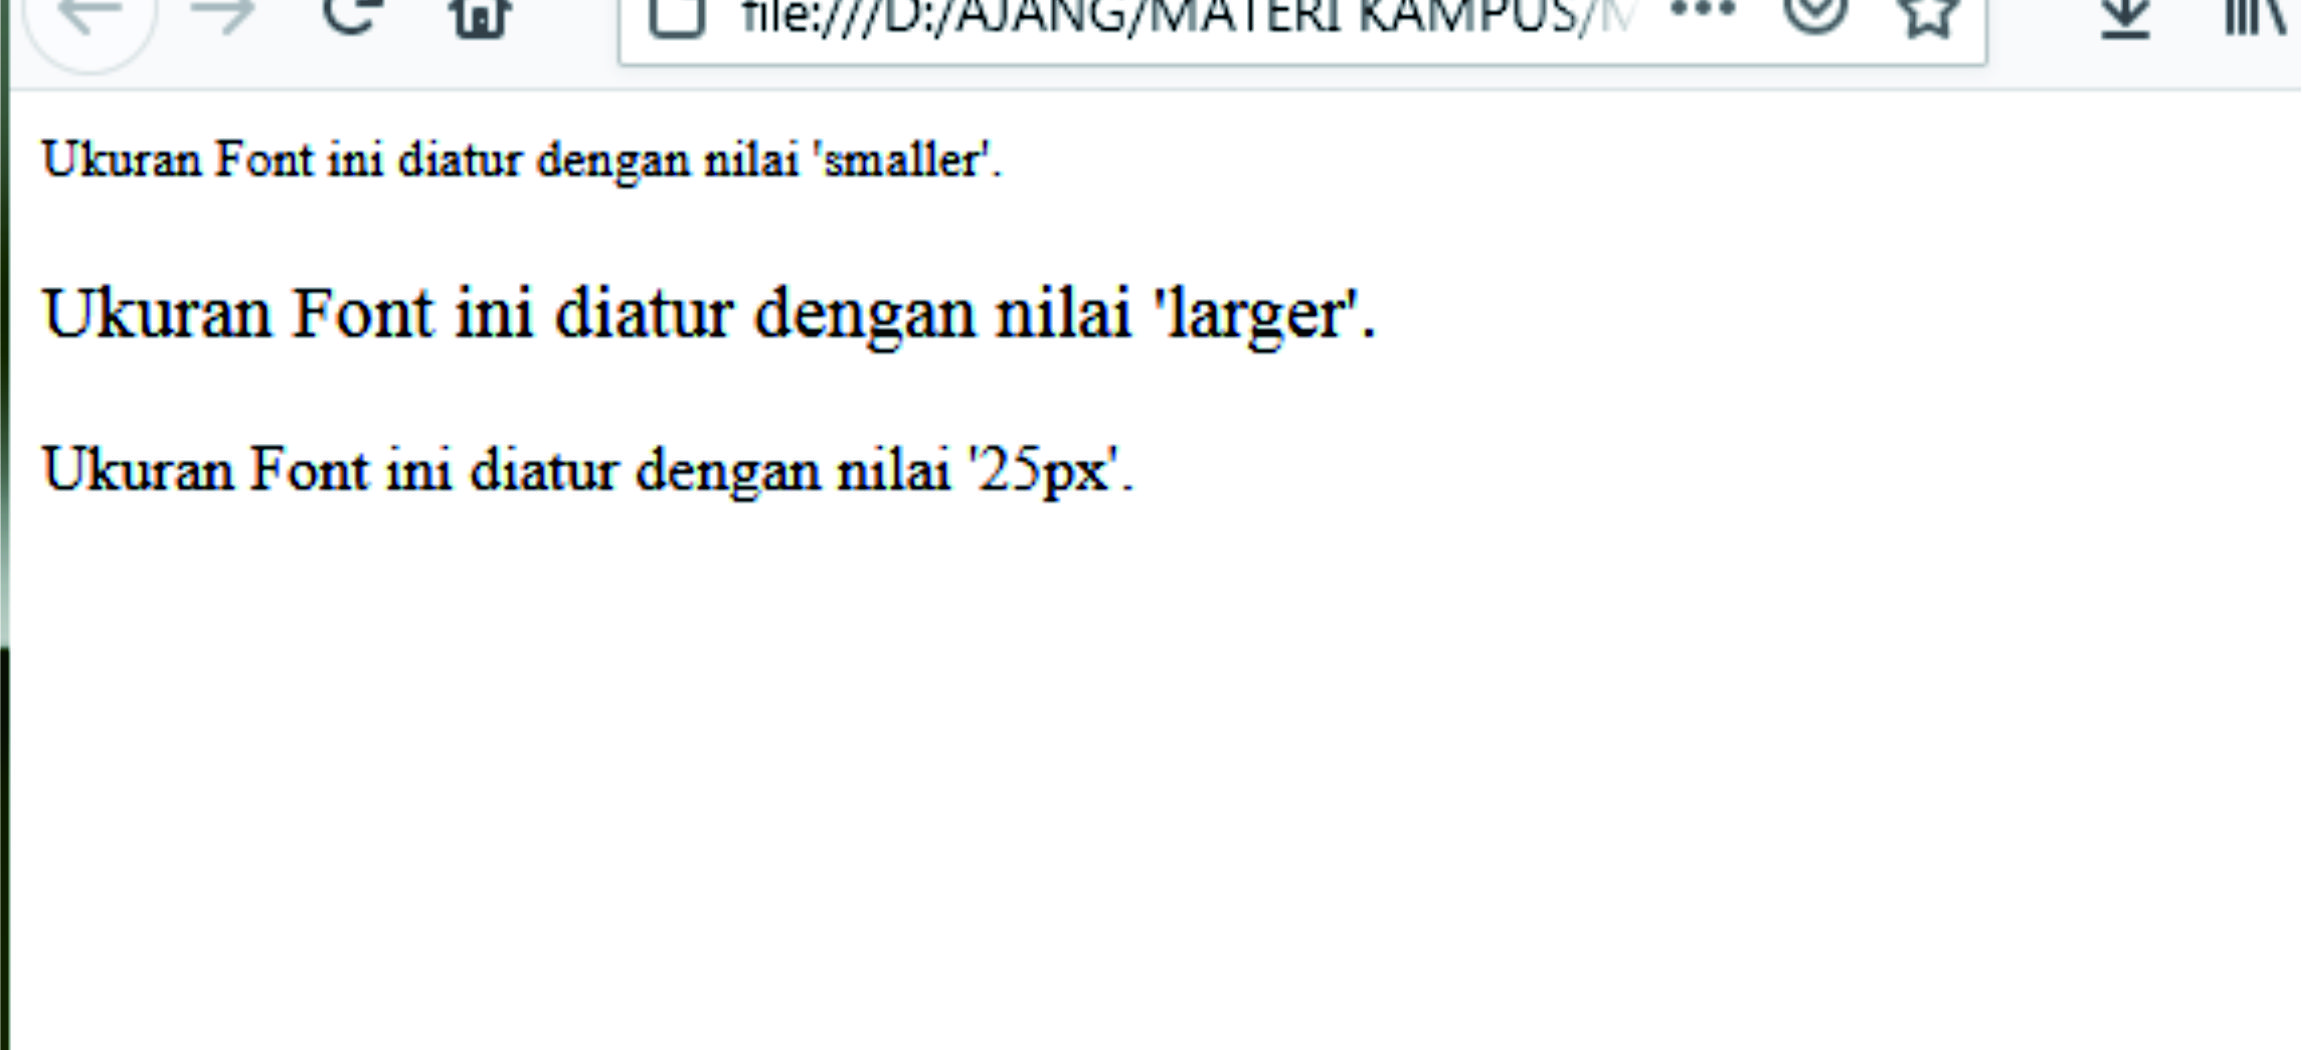 file:///D:/AJANG/MATERI KAMPUS/M
Ukuran Font ini diatur dengan nilai 'smaller'.
Ukuran Font ini diatur dengan nilai 'larger'.
Ukuran Font ini diatur dengan nilai '25px'.